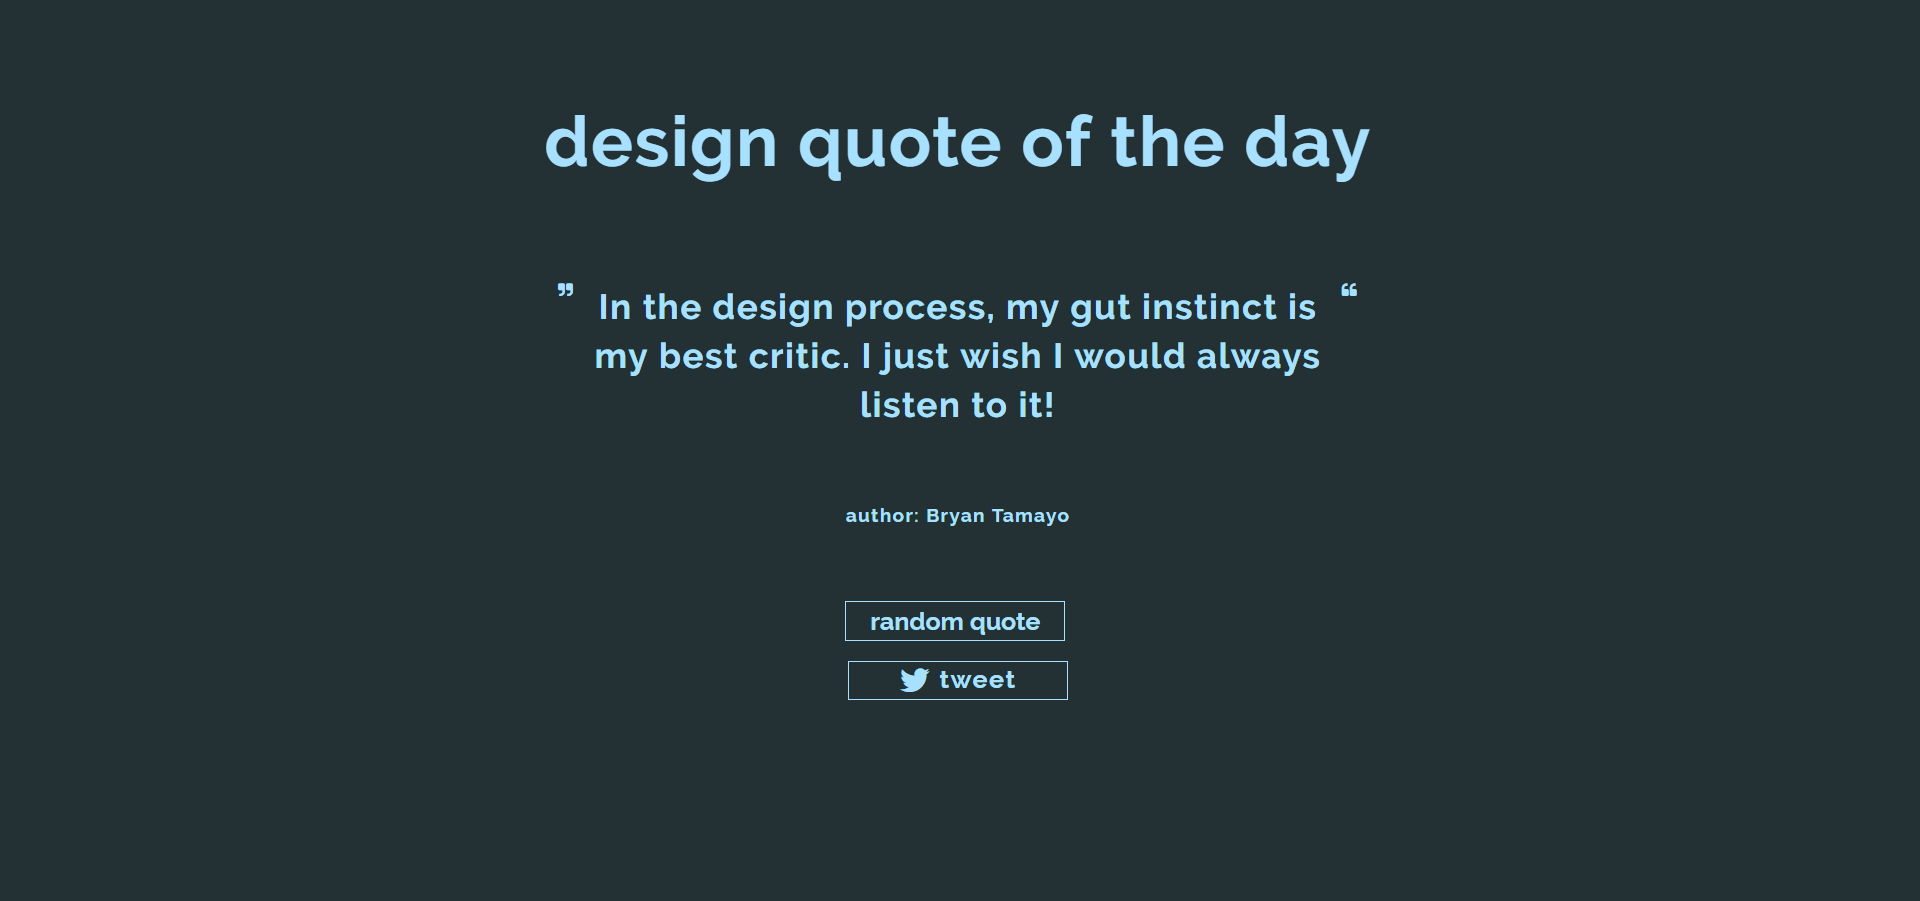 design quote of the day
” In the design process, my gut instinct is “
my best critic. I just wish I would always
listen to it!
author: Bryan Tamayo
random quote
tweet